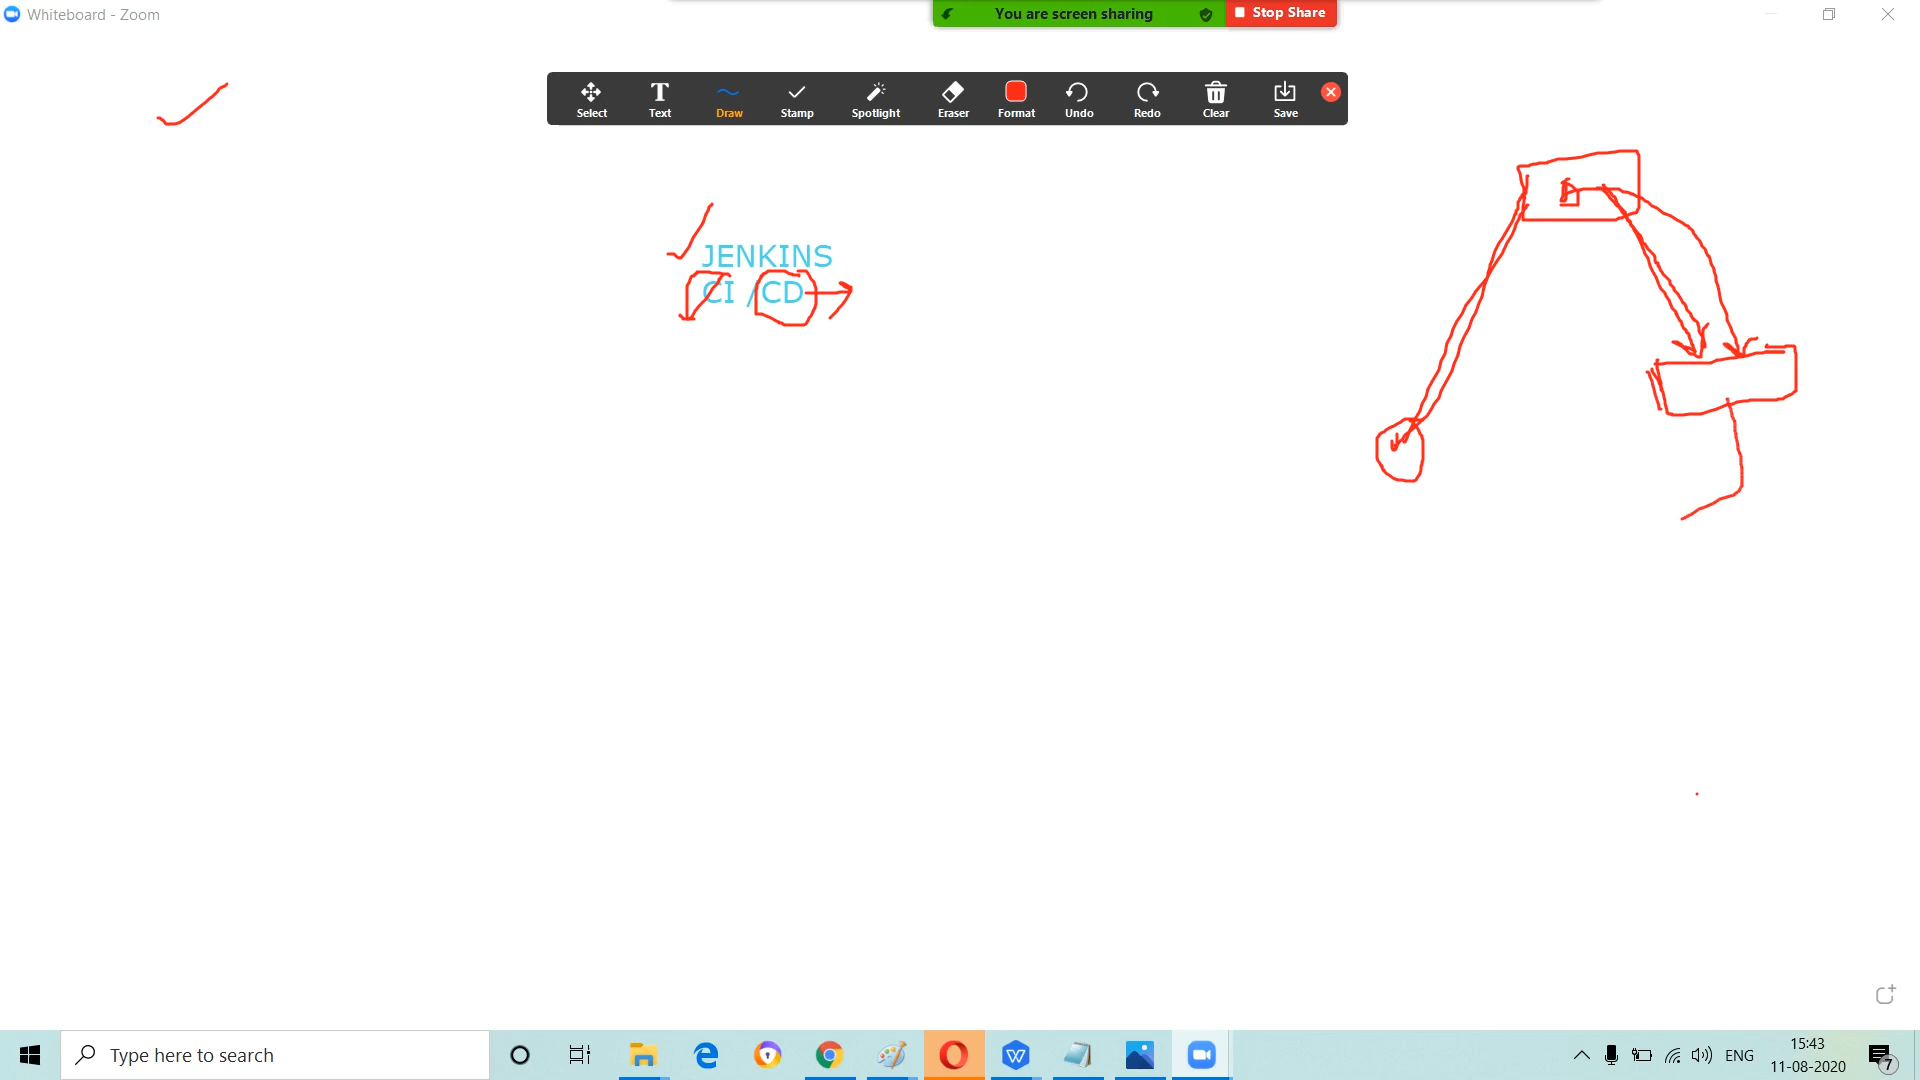 Whiteboard - Zoom
You are screen sharing
Stop Share
Select Text Draw Stamp Spotlight Eraser Format Undo Redo Clear Save
JENKINS
CI / CD
Type here to search
ENG
15:43
11-08-2020
7